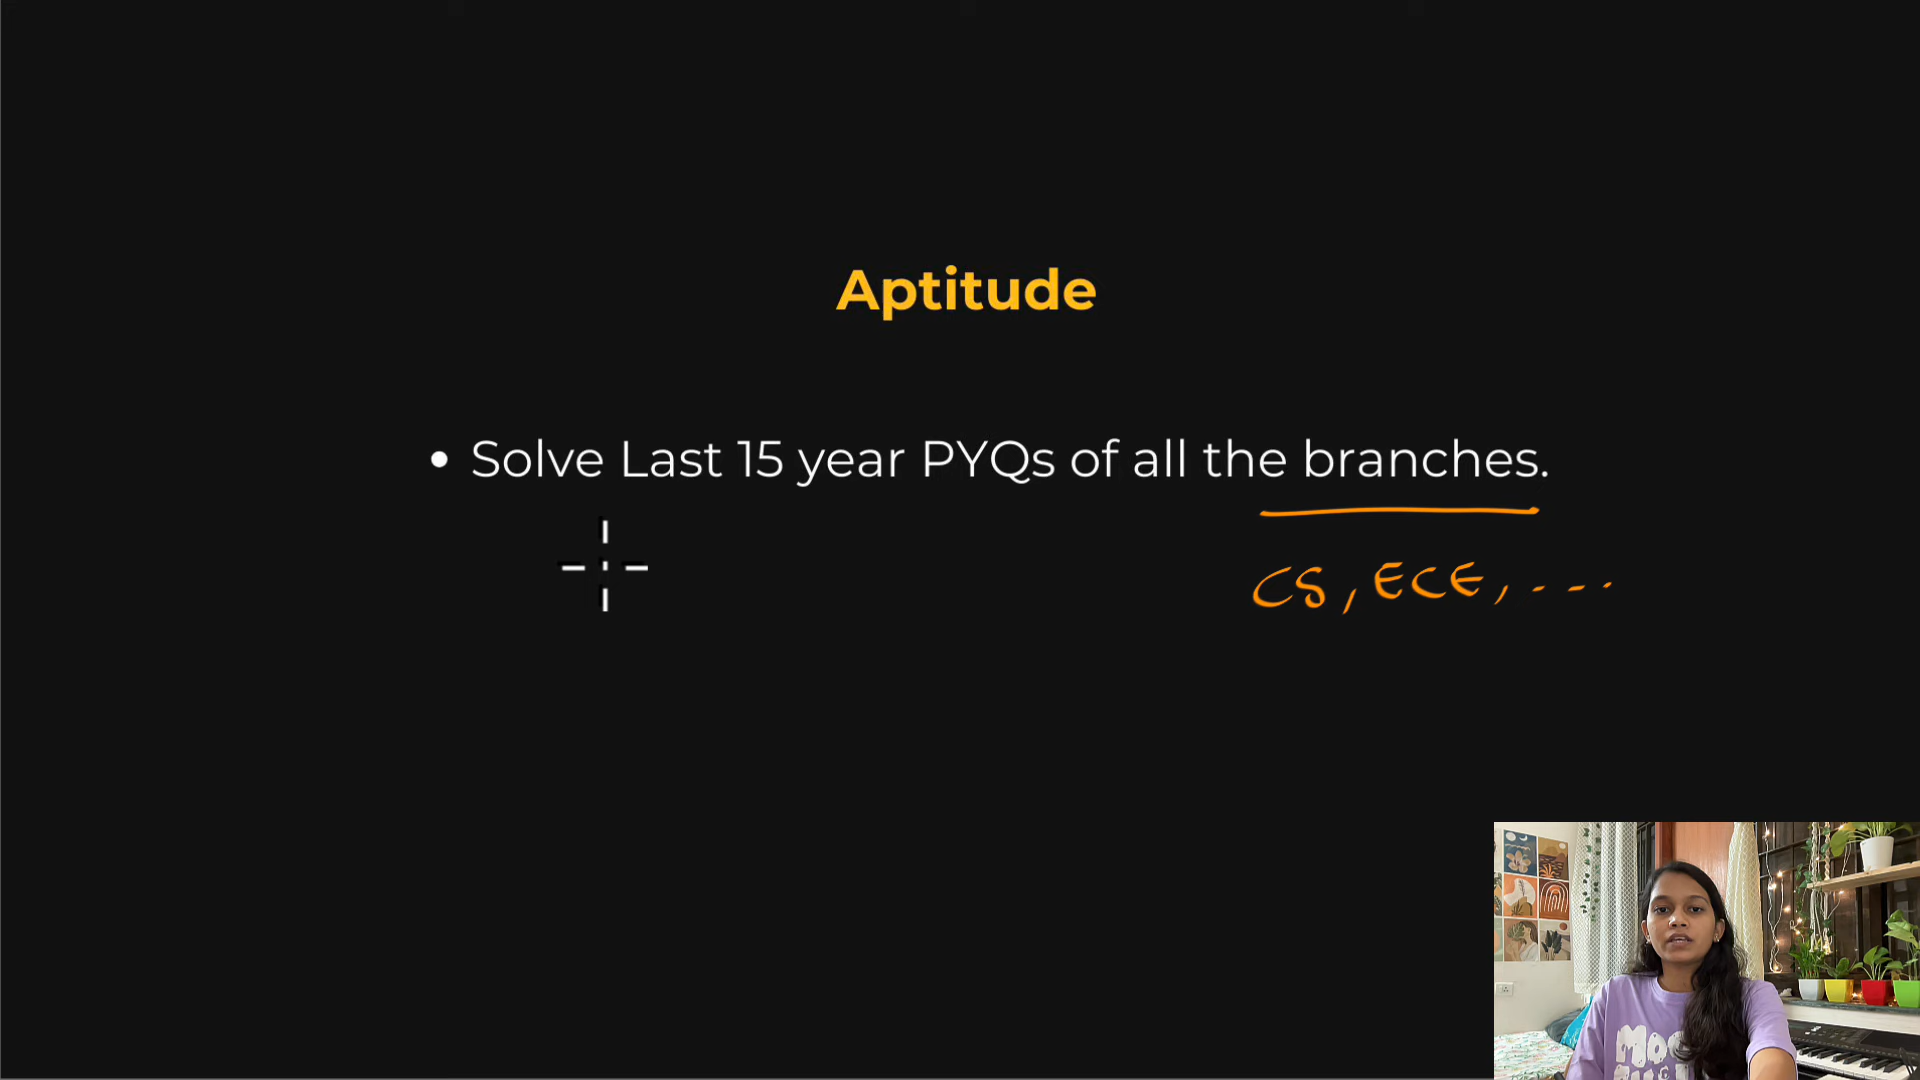 Aptitude
• Solve Last 15 year PYQs of all the branches.
CS, ECE, ...